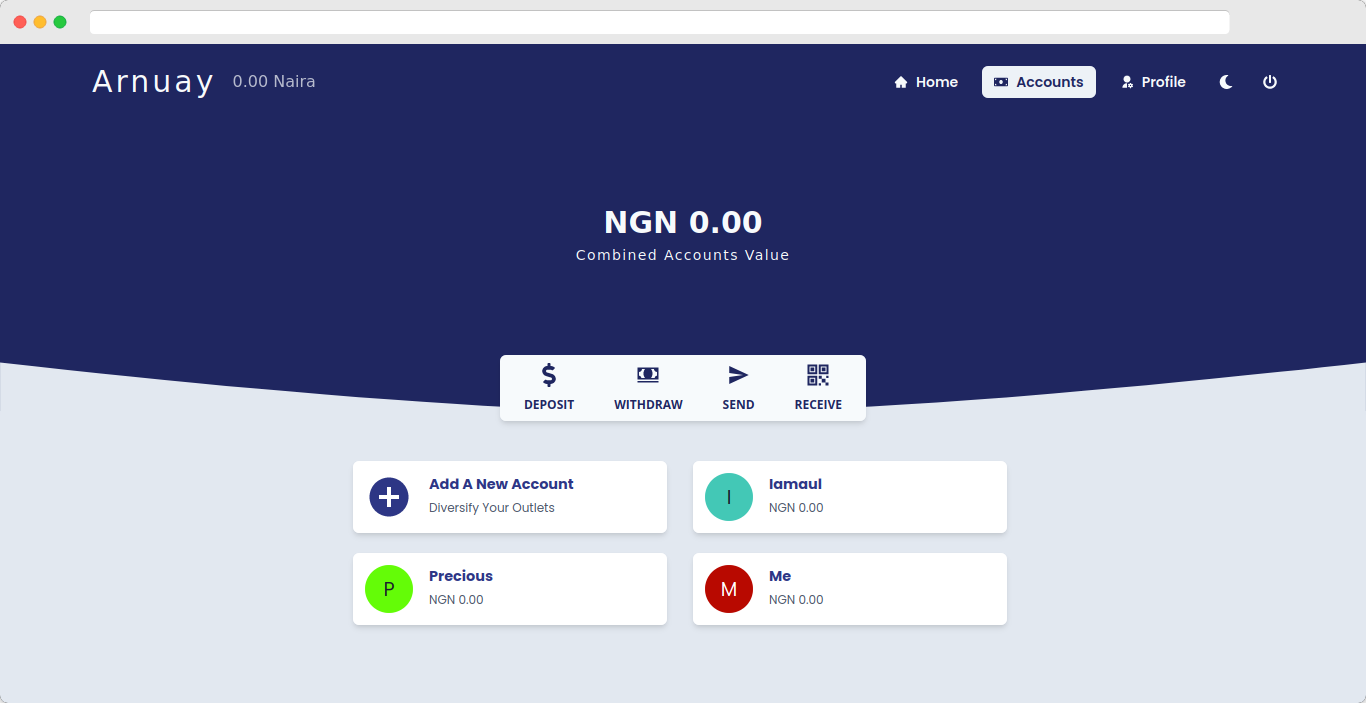 Arnuay 0.00 Naira Home Accounts Profile
NGN 0.00
Combined Accounts Value
DEPOSIT WITHDRAW SEND RECEIVE
Add A New Account
Diversify Your Outlets
I
Iamaul
NGN 0.00
P
Precious
NGN 0.00
M
Me
NGN 0.00